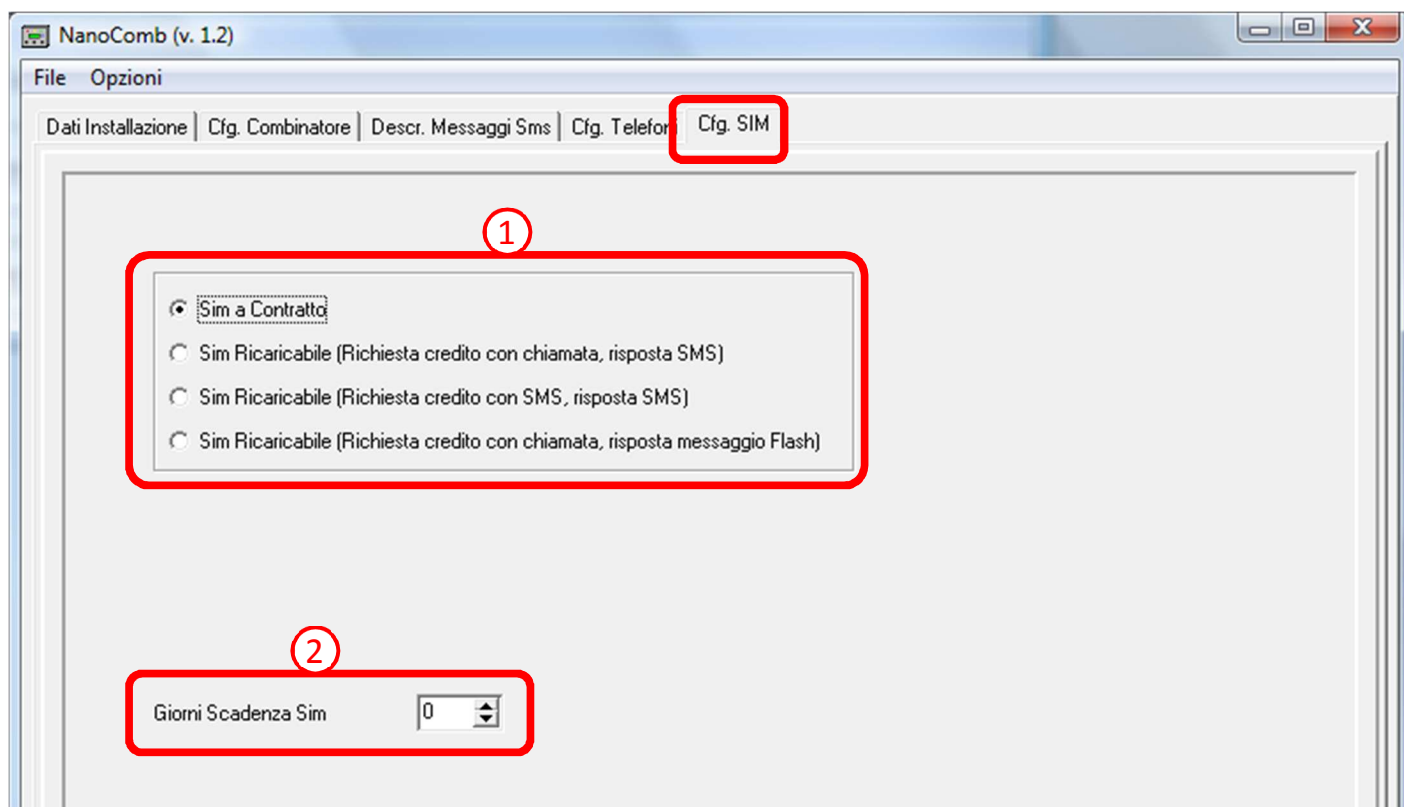 NanoComb (v. 1.2)
File Opzioni
Dati Installazione Cfg. Combinatore Descr. Messaggi Sms Cfg. Telefoni Cfg. SIM
1
Sim a Contratto
Sim Ricaricabile (Richiesta credito con chiamata, risposta SMS)
Sim Ricaricabile (Richiesta credito con SMS, risposta SMS)
Sim Ricaricabile (Richiesta credito con chiamata, risposta messaggio Flash)
2
Giorni Scadenza Sim 0